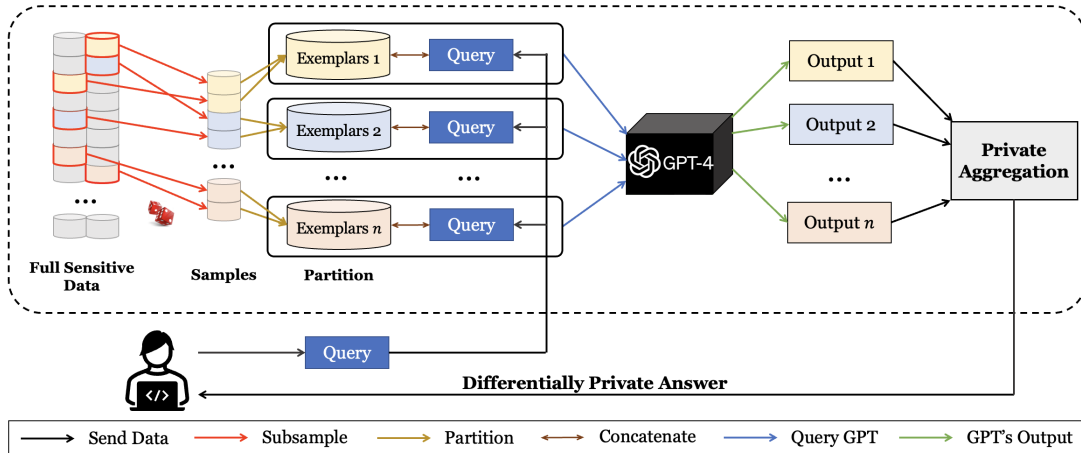 Exemplars 1
Query
Exemplars 2
Query
...
...
...
Exemplars n
Query
...
Full Sensitive
Data
Samples
Partition
GPT-4
Output 1
Output 2
...
Output n
Private
Aggregation
Query
</>
Differentially Private Answer
Send Data
Subsample
Partition
Concatenate
Query GPT
GPT's Output